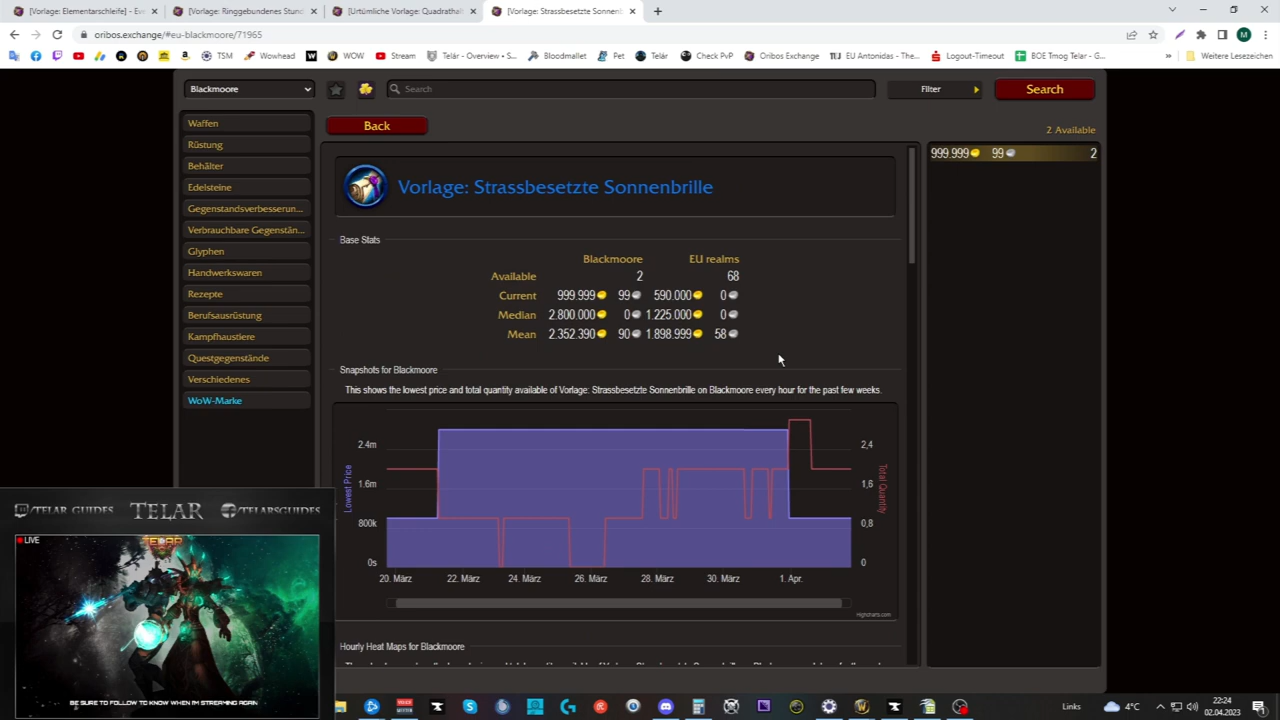 [Vorlage: Elementarschleife] - Ev
[Vorlage: Ringgebundenes Stund
[Urtümliche Vorlage: Quadrathal
[Vorlage: Strassbesetzte Sonnenb
oribos.exchange/#eu-blackmoore/71965
TSM Wowhead WOW Stream Telár - Overview • S... Bloodmallet Pet Telár Check PvP Oribos Exchange EU Antonidas - The... Logout-Timeout BOE Tmog Telar - G... » Weitere Lesezeichen
Blackmoore Search Filter Search
Waffen
Rüstung
Behälter
Edelsteine
Gegenstandsverbesserun...
Verbrauchbare Gegenstän...
Glyphen
Handwerkswaren
Rezepte
Berufsausrüstung
Kampfhaustiere
Questgegenstände
Verschiedenes
WoW-Marke
Back
2 Available
999.999 99 2
Vorlage: Strassbesetzte Sonnenbrille
Base Stats
Blackmoore EU realms
Available 2 68
Current 999.999 99 590.000 0
Median 2.800.000 0 1.225.000 0
Mean 2.352.390 90 1.898.999 58
Snapshots for Blackmoore
This shows the lowest price and total quantity available of Vorlage: Strassbesetzte Sonnenbrille on Blackmoore every hour for the past few weeks.
Lowest Price
2.4m
1.6m
800k
0s
2,4
1,6
0,8
0
Total Quantity
20. März 22. März 24. März 26. März 28. März 30. März 1. Apr.
Highcharts.com
Hourly Heat Maps for Blackmoore
/TELAR GUIDES TELAR /TELARSGUIDES
LIVE
TELAR
BE SURE TO FOLLOW TO KNOW WHEN I'M STREAMING AGAIN
Links 4°C 22:24
02.04.2023